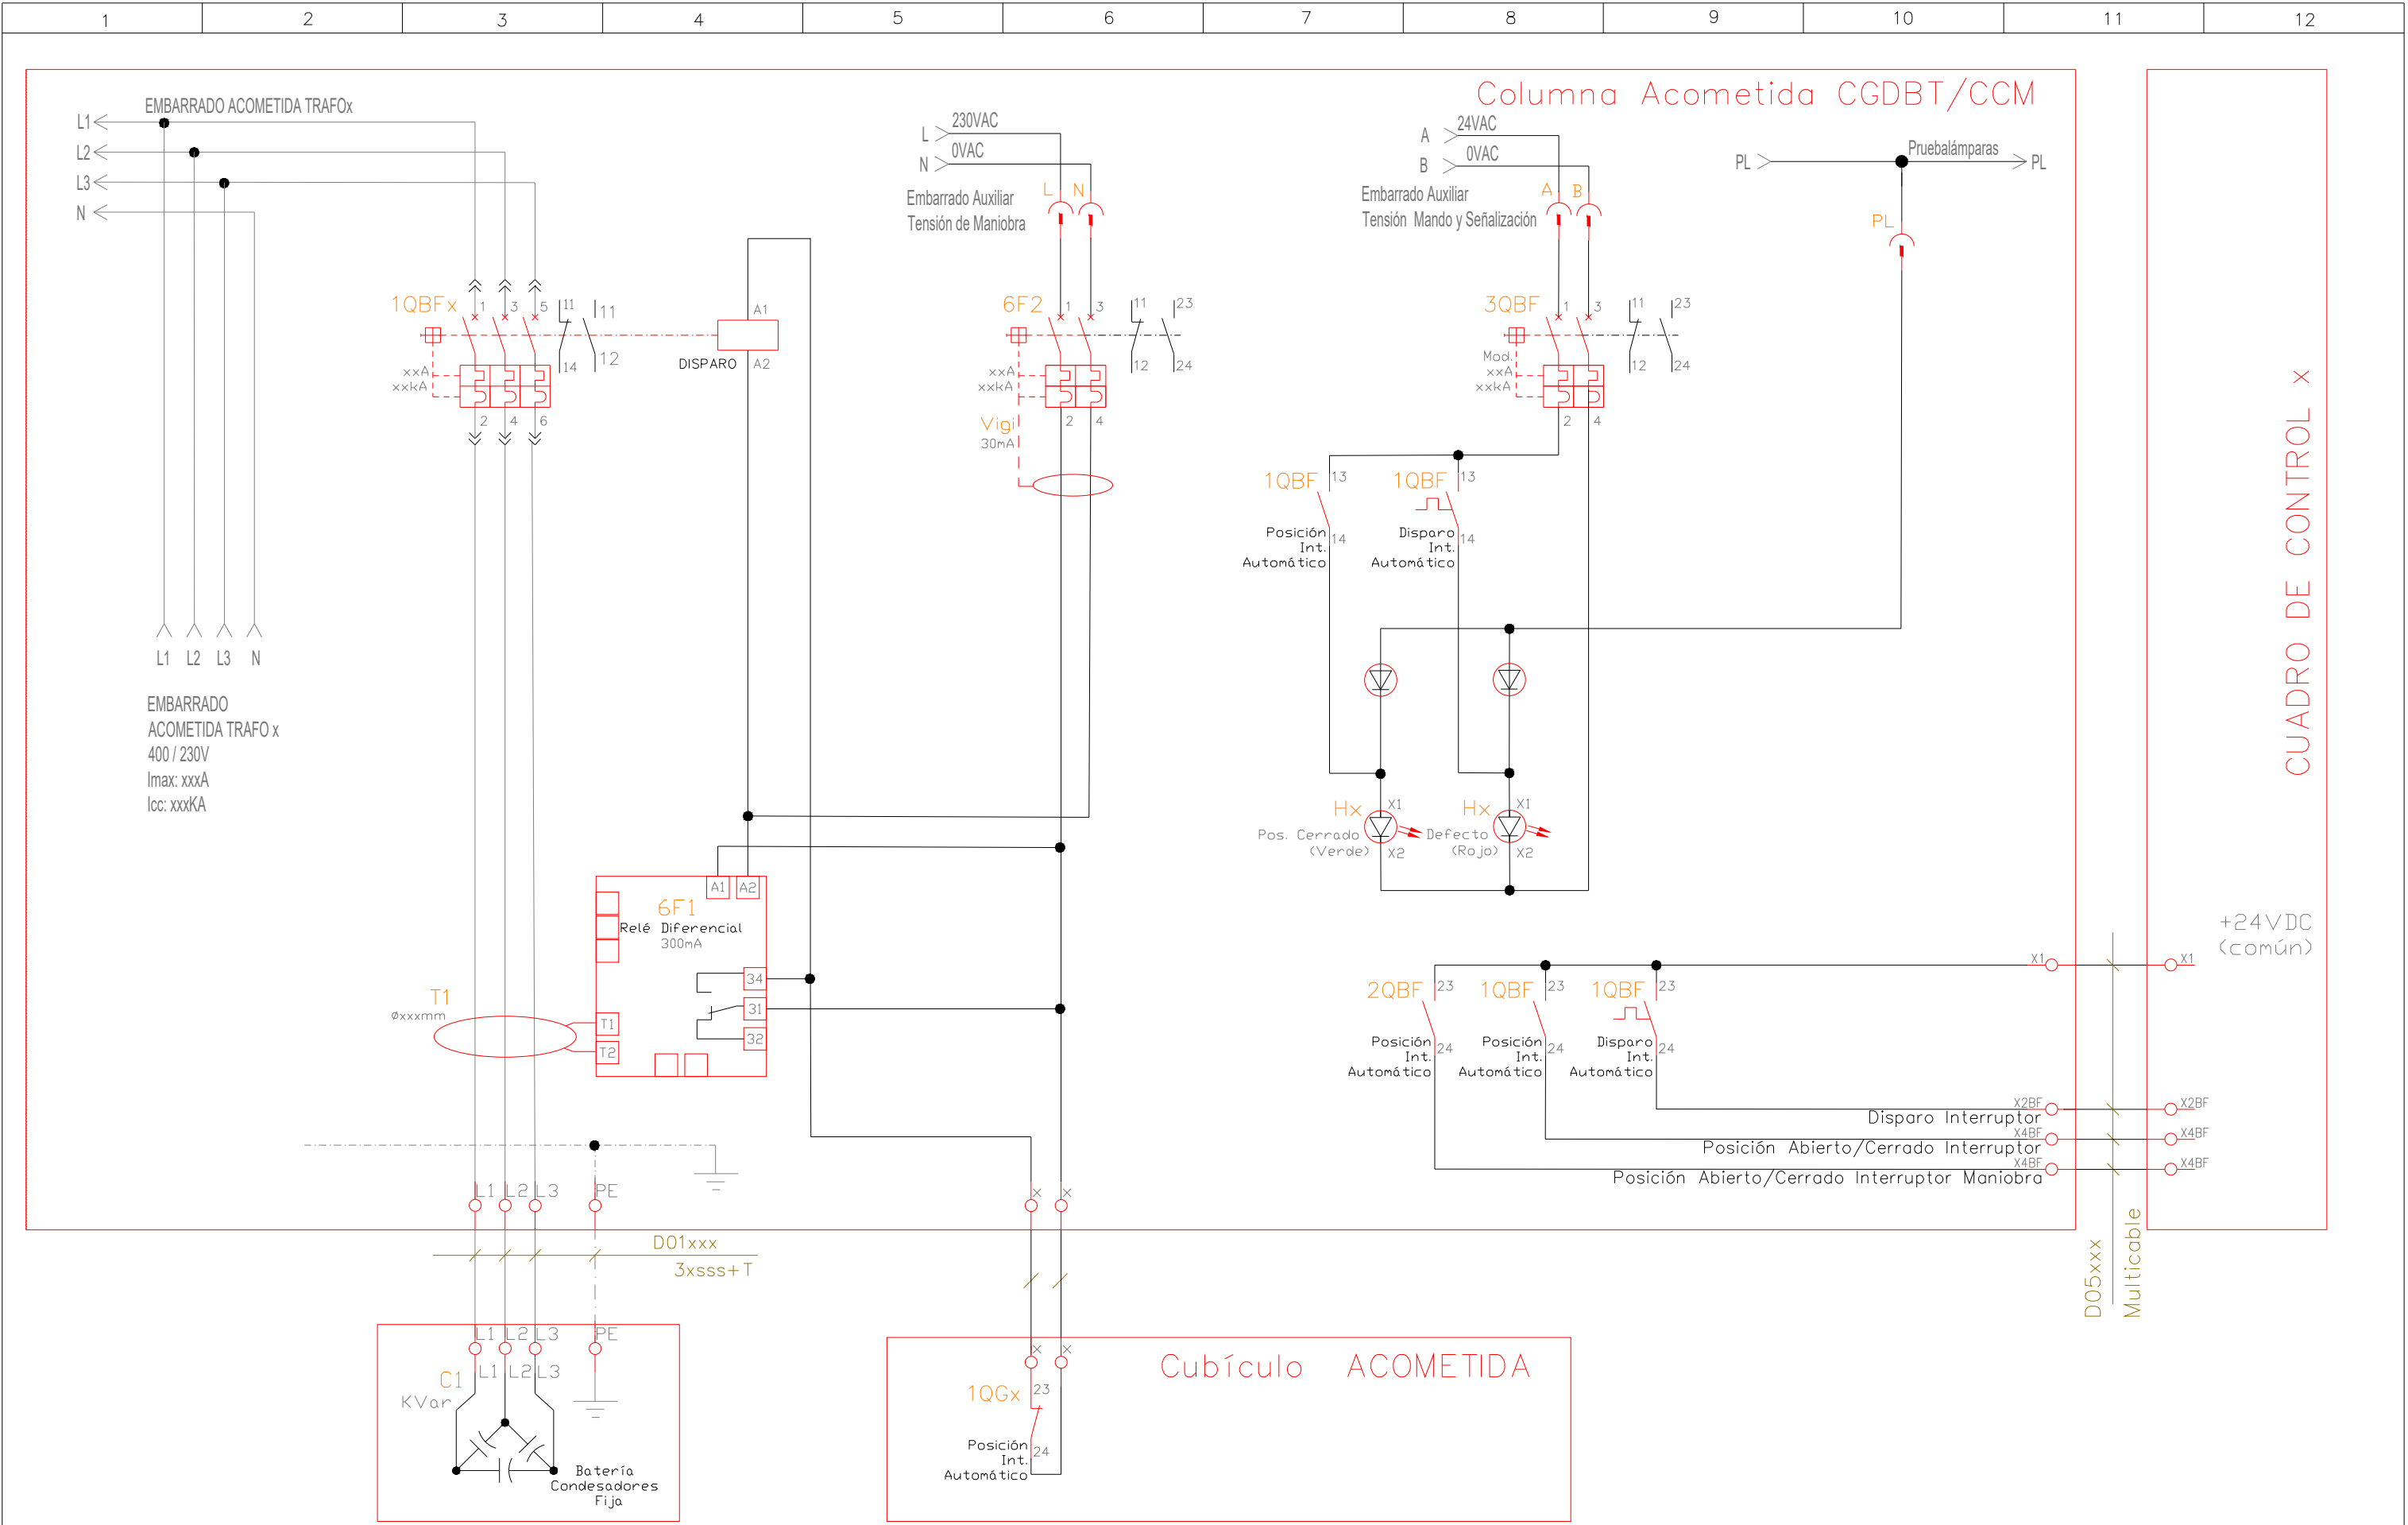 1 2 3 4 5 6 7 8 9 10 11 12
Columna Acometida CGDBT/CCM
EMBARRADO ACOMETIDA TRAFOx
L1
L2
L3
N
L1 L2 L3 N
EMBARRADO
ACOMETIDA TRAFO x
400 / 230V
Imax: xxxA
Icc: xxxKA
1QBFx
1 3 5
11 11
14 12
xxA
xxkA
2 4 6
A1
DISPARO A2
L 230VAC
N 0VAC
Embarrado Auxiliar
Tensión de Maniobra
L N
6F2
1 3
11 23
12 24
xxA
xxkA
2 4
Vigi
30mA
A 24VAC
B 0VAC
Embarrado Auxiliar
Tensión Mando y Señalización
A B
3QBF
1 3
11 23
12 24
Mod.
xxA
xxkA
2 4
PL Pruebalámparas PL
PL
1QBF 13
Posición 14
Int.
Automático
1QBF 13
Disparo 14
Int.
Automático
Hx X1
Pos. Cerrado
(Verde) X2
Hx X1
Defecto
(Rojo) X2
A1 A2
6F1
Relé Diferencial
300mA
34
31
32
T1
T2
T1
Øxxxmm
2QBF 23
Posición 24
Int.
Automático
1QBF 23
Posición 24
Int.
Automático
1QBF 23
Disparo 24
Int.
Automático
X1 X1
X2BF X2BF
Disparo Interruptor
X4BF X4BF
Posición Abierto/Cerrado Interruptor
X4BF X4BF
Posición Abierto/Cerrado Interruptor Maniobra
+24VDC
(común)
CUADRO DE CONTROL x
D05xxx
Multicable
L1 L2 L3 PE
x x
D01xxx
3xsss+T
L1 L2 L3 PE
L1 L2 L3
C1
KVar
Batería
Condesadores
Fija
x x
Cubículo ACOMETIDA
1QGx 23
Posición 24
Int.
Automático